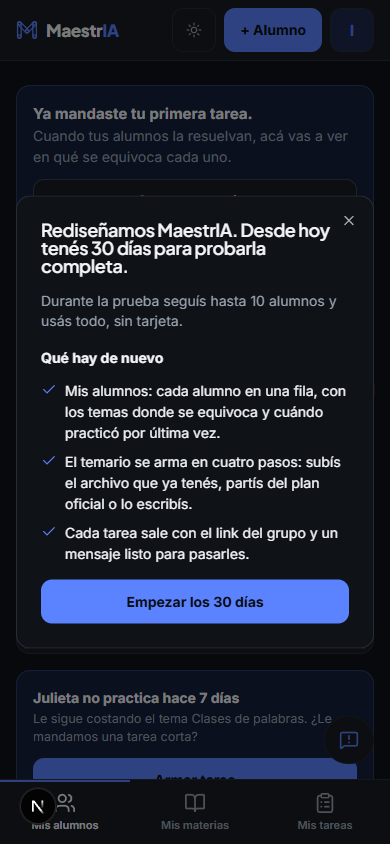 MaestrIA
+ Alumno
I
Ya mandaste tu primera tarea.
Cuando tus alumnos la resuelvan, acá vas a ver
en qué se equivoca cada uno.
Rediseñamos MaestrIA. Desde hoy
tenés 30 días para probarla
completa.
Durante la prueba seguís hasta 10 alumnos y
usás todo, sin tarjeta.
Qué hay de nuevo
Mis alumnos: cada alumno en una fila, con
los temas donde se equivoca y cuándo
practicó por última vez.
El temario se arma en cuatro pasos: subís
el archivo que ya tenés, partís del plan
oficial o lo escribís.
Cada tarea sale con el link del grupo y un
mensaje listo para pasarles.
Empezar los 30 días
Julieta no practica hace 7 días
Le sigue costando el tema Clases de palabras. ¿Le
mandamos una tarea corta?
Armar tarea
N
Mis alumnos
Mis materias
Mis tareas